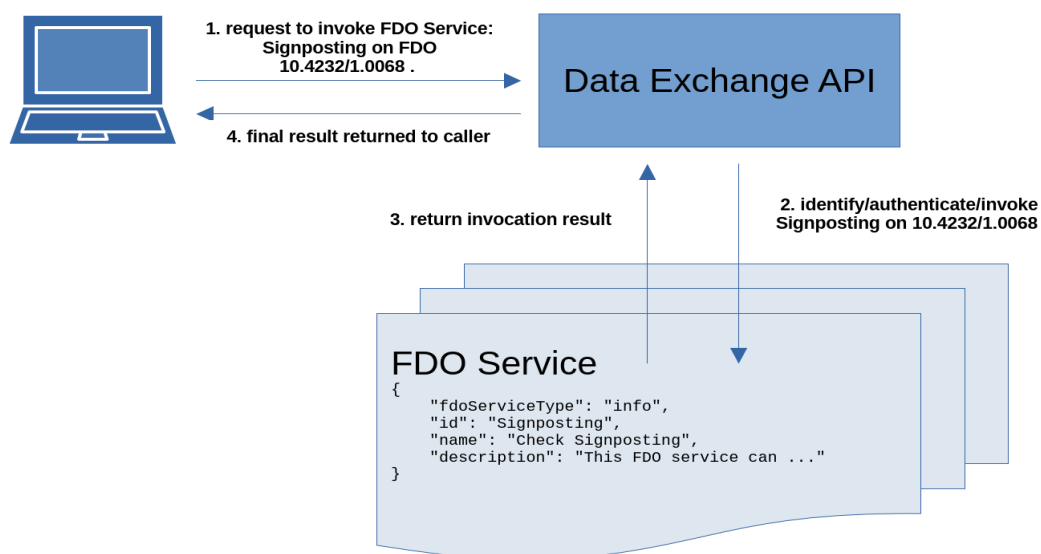 1. request to invoke FDO Service:
Signposting on FDO
10.4232/1.0068 .
Data Exchange API
4. final result returned to caller
2. identify/authenticate/invoke
Signposting on 10.4232/1.0068
3. return invocation result
FDO Service
{
    "fdoServiceType": "info",
    "id": "Signposting",
    "name": "Check Signposting",
    "description": "This FDO service can ..."
}